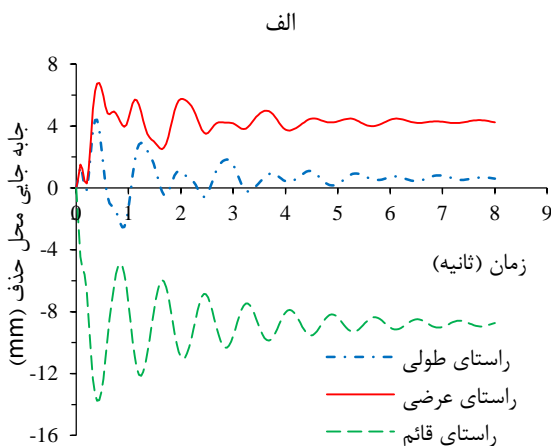 الف
8
4
0
-4
-8
-12
-16
0 1 2 3 4 5 6 7 8 9
جابه جایی محل حذف (mm)
زمان (ثانیه)
راستای طولی
راستای عرضی
راستای قائم